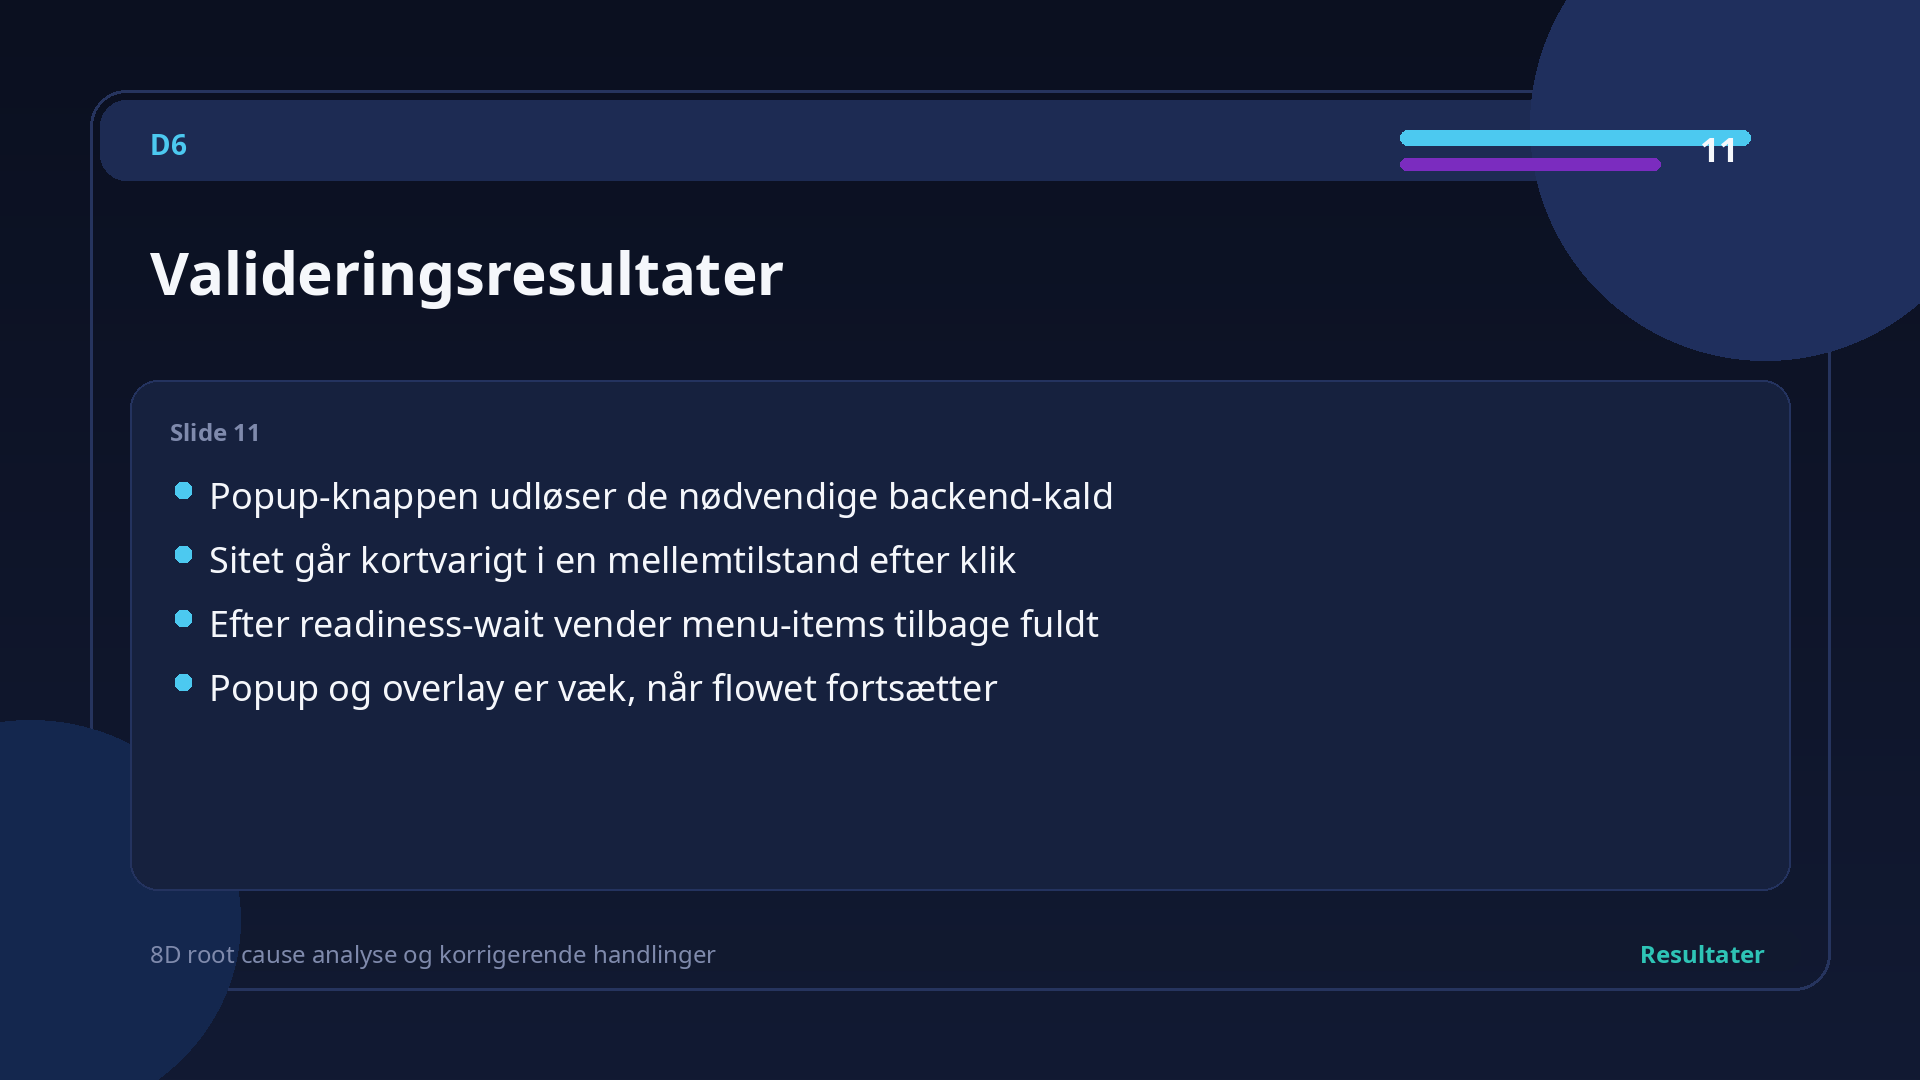 D6
11
Valideringsresultater
Slide 11
Popup-knappen udløser de nødvendige backend-kald
Sitet går kortvarigt i en mellemtilstand efter klik
Efter readiness-wait vender menu-items tilbage fuldt
Popup og overlay er væk, når flowet fortsætter
8D root cause analyse og korrigerende handlinger
Resultater